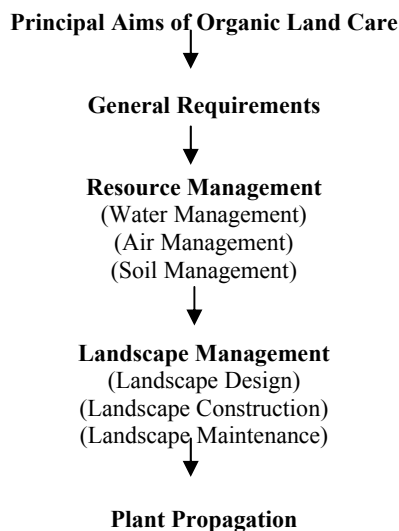 Principal Aims of Organic Land Care
General Requirements
Resource Management
(Water Management)
(Air Management)
(Soil Management)
Landscape Management
(Landscape Design)
(Landscape Construction)
(Landscape Maintenance)
Plant Propagation